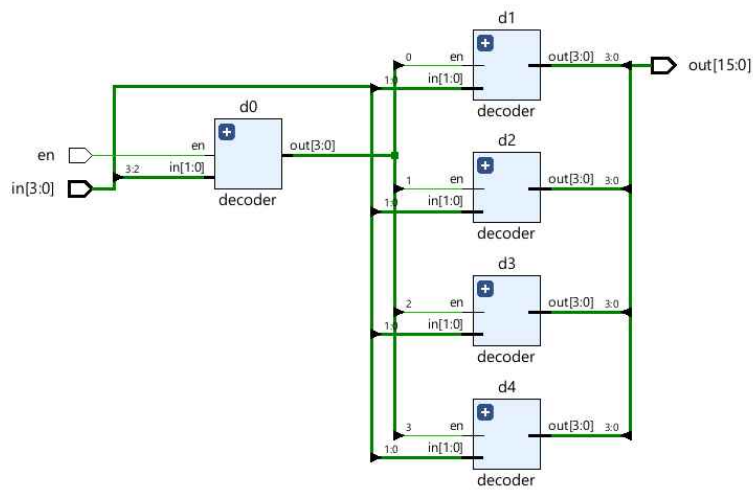 d1
0 en out[3:0] 3:0 out[15:0]
1:0 in[1:0]
decoder
d0
en en out[3:0]
3:2 in[1:0]
in[3:0]
decoder
d2
1 en out[3:0] 3:0
1:0 in[1:0]
decoder
d3
2 en out[3:0] 3:0
1:0 in[1:0]
decoder
d4
3 en out[3:0] 3:0
1:0 in[1:0]
decoder